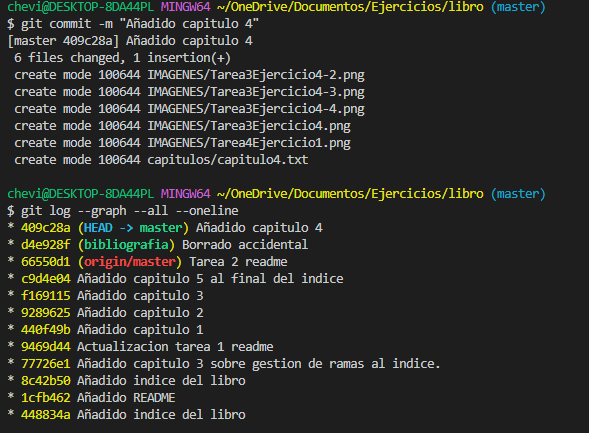 chevi@DESKTOP-8DA44PL MINGW64 ~/OneDrive/Documentos/Ejercicios/libro (master)
$ git commit -m "Añadido capitulo 4"
[master 409c28a] Añadido capitulo 4
 6 files changed, 1 insertion(+)
 create mode 100644 IMAGENES/Tarea3Ejercicio4-2.png
 create mode 100644 IMAGENES/Tarea3Ejercicio4-3.png
 create mode 100644 IMAGENES/Tarea3Ejercicio4-4.png
 create mode 100644 IMAGENES/Tarea3Ejercicio4.png
 create mode 100644 IMAGENES/Tarea4Ejercicio1.png
 create mode 100644 capitulos/capitulo4.txt
chevi@DESKTOP-8DA44PL MINGW64 ~/OneDrive/Documentos/Ejercicios/libro (master)
$ git log --graph --all --oneline
* 409c28a (HEAD -> master) Añadido capitulo 4
* d4e928f (bibliografia) Borrado accidental
* 66550d1 (origin/master) Tarea 2 readme
* c9d4e04 Añadido capitulo 5 al final del indice
* f169115 Añadido capitulo 3
* 9289625 Añadido capitulo 2
* 440f49b Añadido capitulo 1
* 9469d44 Actualizacion tarea 1 readme
* 77726e1 Añadido capitulo 3 sobre gestion de ramas al indice.
* 8c42b50 Añadido indice del libro
* 1cfb462 Añadido README
* 448834a Añadido indice del libro